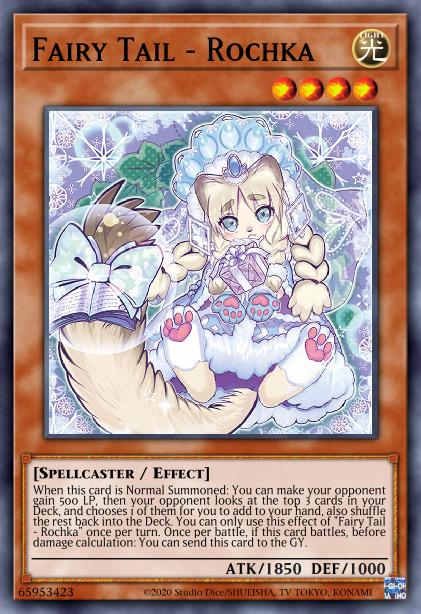 Fairy Tail - Rochka
LIGHT
光
[Spellcaster / Effect]
When this card is Normal Summoned: You can make your opponent
gain 500 LP, then your opponent looks at the top 3 cards in your
Deck, and chooses 1 of them for you to add to your hand, also shuffle
the rest back into the Deck. You can only use this effect of "Fairy Tail
- Rochka" once per turn. Once per battle, if this card battles, before
damage calculation: You can send this card to the GY.
ATK/1850 DEF/1000
65953423
©2020 Studio Dice/SHUEISHA, TV TOKYO, KONAMI